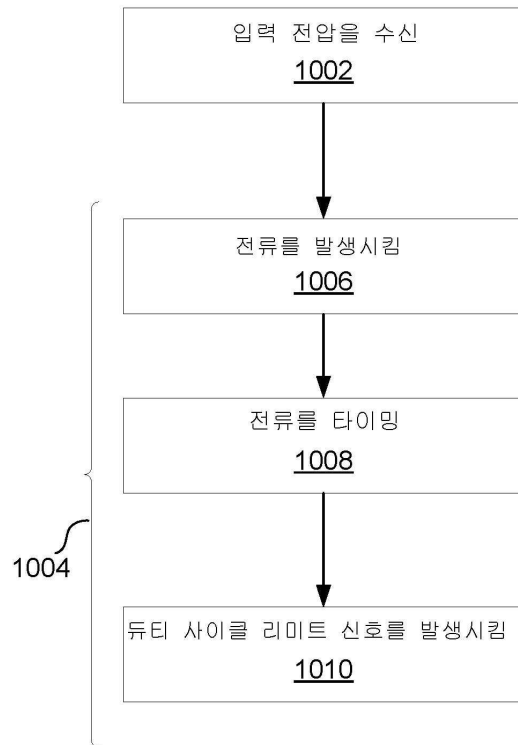 입력 전압을 수신
1002
전류를 발생시킴
1006
전류를 타이밍
1008
1004
듀티 사이클 리미트 신호를 발생시킴
1010